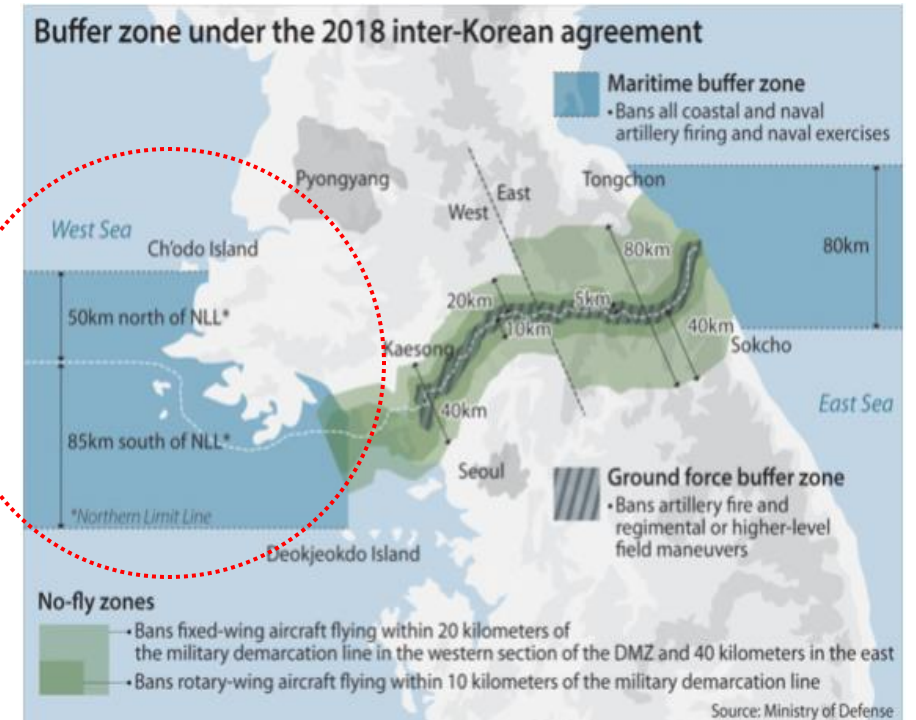 Buffer zone under the 2018 inter-Korean agreement
Maritime buffer zone
•Bans all coastal and naval
artillery firing and naval exercises
Pyongyang
Tongchon
East
West
West Sea
Ch'odo Island
80km
80km
50km north of NLL*
20km
5km
10km
40km
Kaesong
Sokcho
40km
East Sea
85km south of NLL*
Seoul
Ground force buffer zone
•Bans artillery fire and
regimental or higher-level
field maneuvers
*Northern Limit Line
Deokjeokdo Island
No-fly zones
•Bans fixed-wing aircraft flying within 20 kilometers of
the military demarcation line in the western section of the DMZ and 40 kilometers in the east
•Bans rotary-wing aircraft flying within 10 kilometers of the military demarcation line
Source: Ministry of Defense